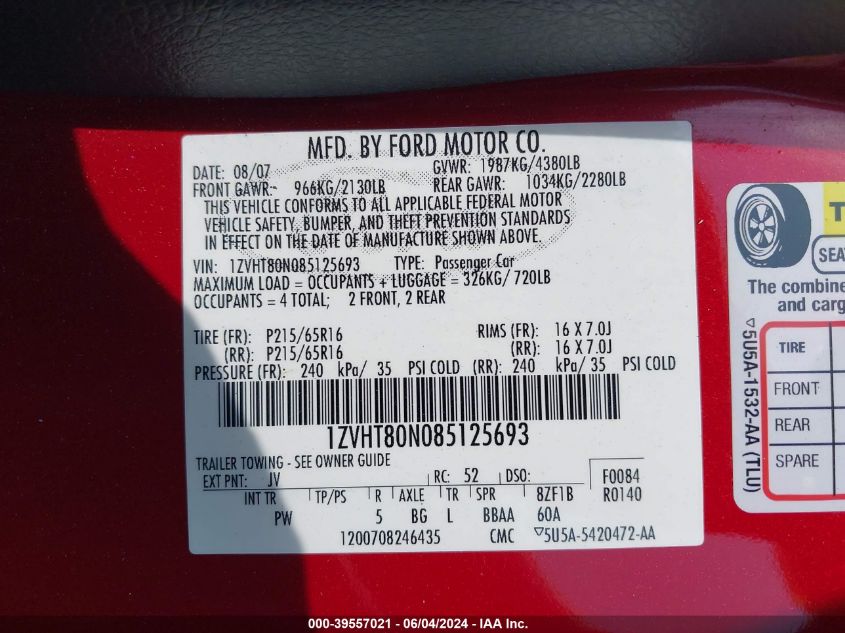 MFD. BY FORD MOTOR CO.
DATE: 08/07 GVWR: 1987KG/4380LB
FRONT GAWR: 966KG/2130LB REAR GAWR: 1034KG/2280LB
THIS VEHICLE CONFORMS TO ALL APPLICABLE FEDERAL MOTOR
VEHICLE SAFETY, BUMPER, AND THEFT PREVENTION STANDARDS
IN EFFECT ON THE DATE OF MANUFACTURE SHOWN ABOVE.
VIN: 1ZVHT80N085125693 TYPE: Passenger Car
MAXIMUM LOAD = OCCUPANTS + LUGGAGE = 326KG/ 720LB
OCCUPANTS = 4 TOTAL; 2 FRONT, 2 REAR
TIRE (FR): P215/65R16 RIMS (FR): 16 X 7.0J
(RR): P215/65R16 (RR): 16 X 7.0J
PRESSURE (FR): 240 kPa/ 35 PSI COLD (RR): 240 kPa/ 35 PSI COLD
1ZVHT80N085125693
TRAILER TOWING - SEE OWNER GUIDE
EXT PNT: JV RC: 52 DSO: F0084
INT TR TP/PS R AXLE TR SPR 8ZF1B R0140
PW 5 BG L BBAA 60A
1200708246435 CMC ▽5U5A-5420472-AA
T
SEAT
The combine
and carg
TIRE
FRONT
REAR
SPARE
▽5U5A-1532-AA (TLU)
000-39557021 - 06/04/2024 - IAA Inc.